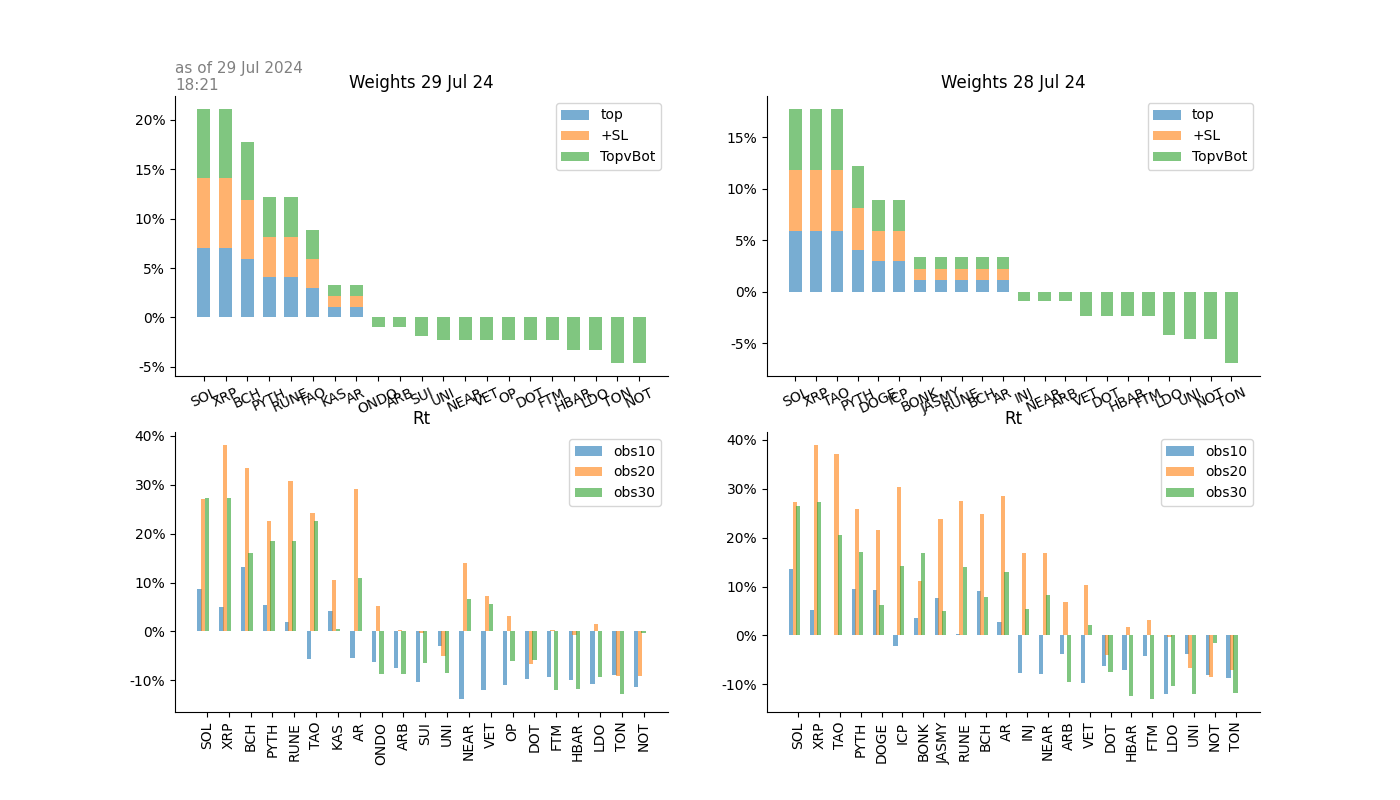 as of 29 Jul 2024
18:21
Weights 29 Jul 24
20%
15%
10%
5%
0%
-5%
top
+SL
TopvBot
SOL XRP BCH PYTH RUNE TAO KAS AR ONDO ARB SUI UNI NEAR VET OP DOT FTM HBAR LDO TON NOT
Weights 28 Jul 24
15%
10%
5%
0%
-5%
top
+SL
TopvBot
SOL XRP TAO PYTH DOGE ICP BONK JASMY RUNE BCH AR INJ NEAR ARB VET DOT HBAR FTM LDO UNI NOT TON
Rt
40%
30%
20%
10%
0%
-10%
obs10
obs20
obs30
SOL XRP BCH PYTH RUNE TAO KAS AR ONDO ARB SUI UNI NEAR VET OP DOT FTM HBAR LDO TON NOT
Rt
40%
30%
20%
10%
0%
-10%
obs10
obs20
obs30
SOL XRP TAO PYTH DOGE ICP BONK JASMY RUNE BCH AR INJ NEAR ARB VET DOT HBAR FTM LDO UNI NOT TON